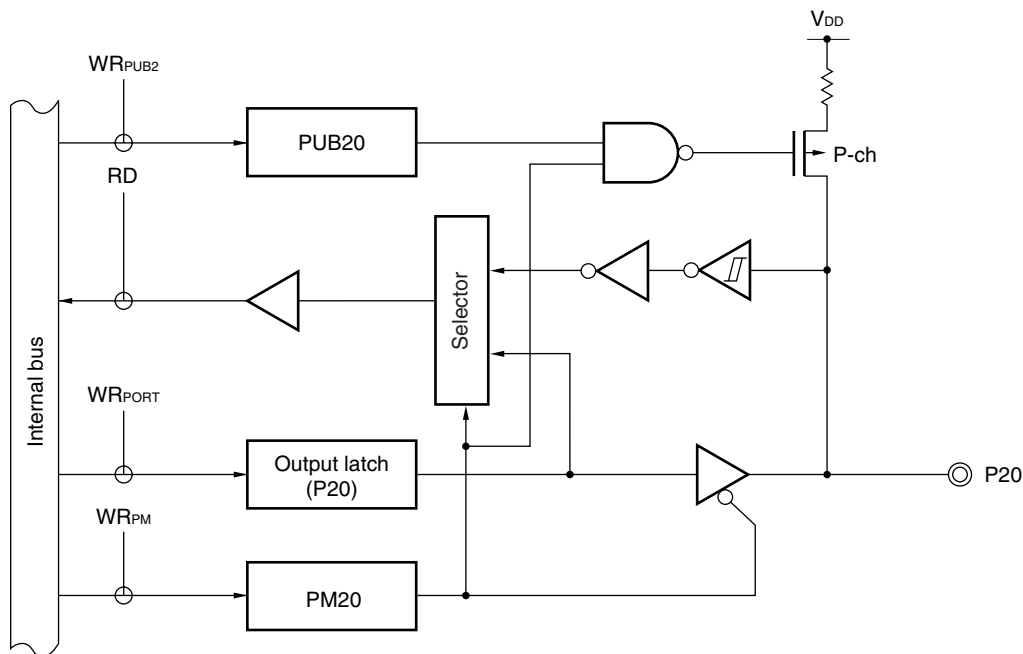 VDD
WRPUB2
PUB20
P-ch
RD
Selector
Internal bus
WRPORT
Output latch
(P20)
P20
WRPM
PM20